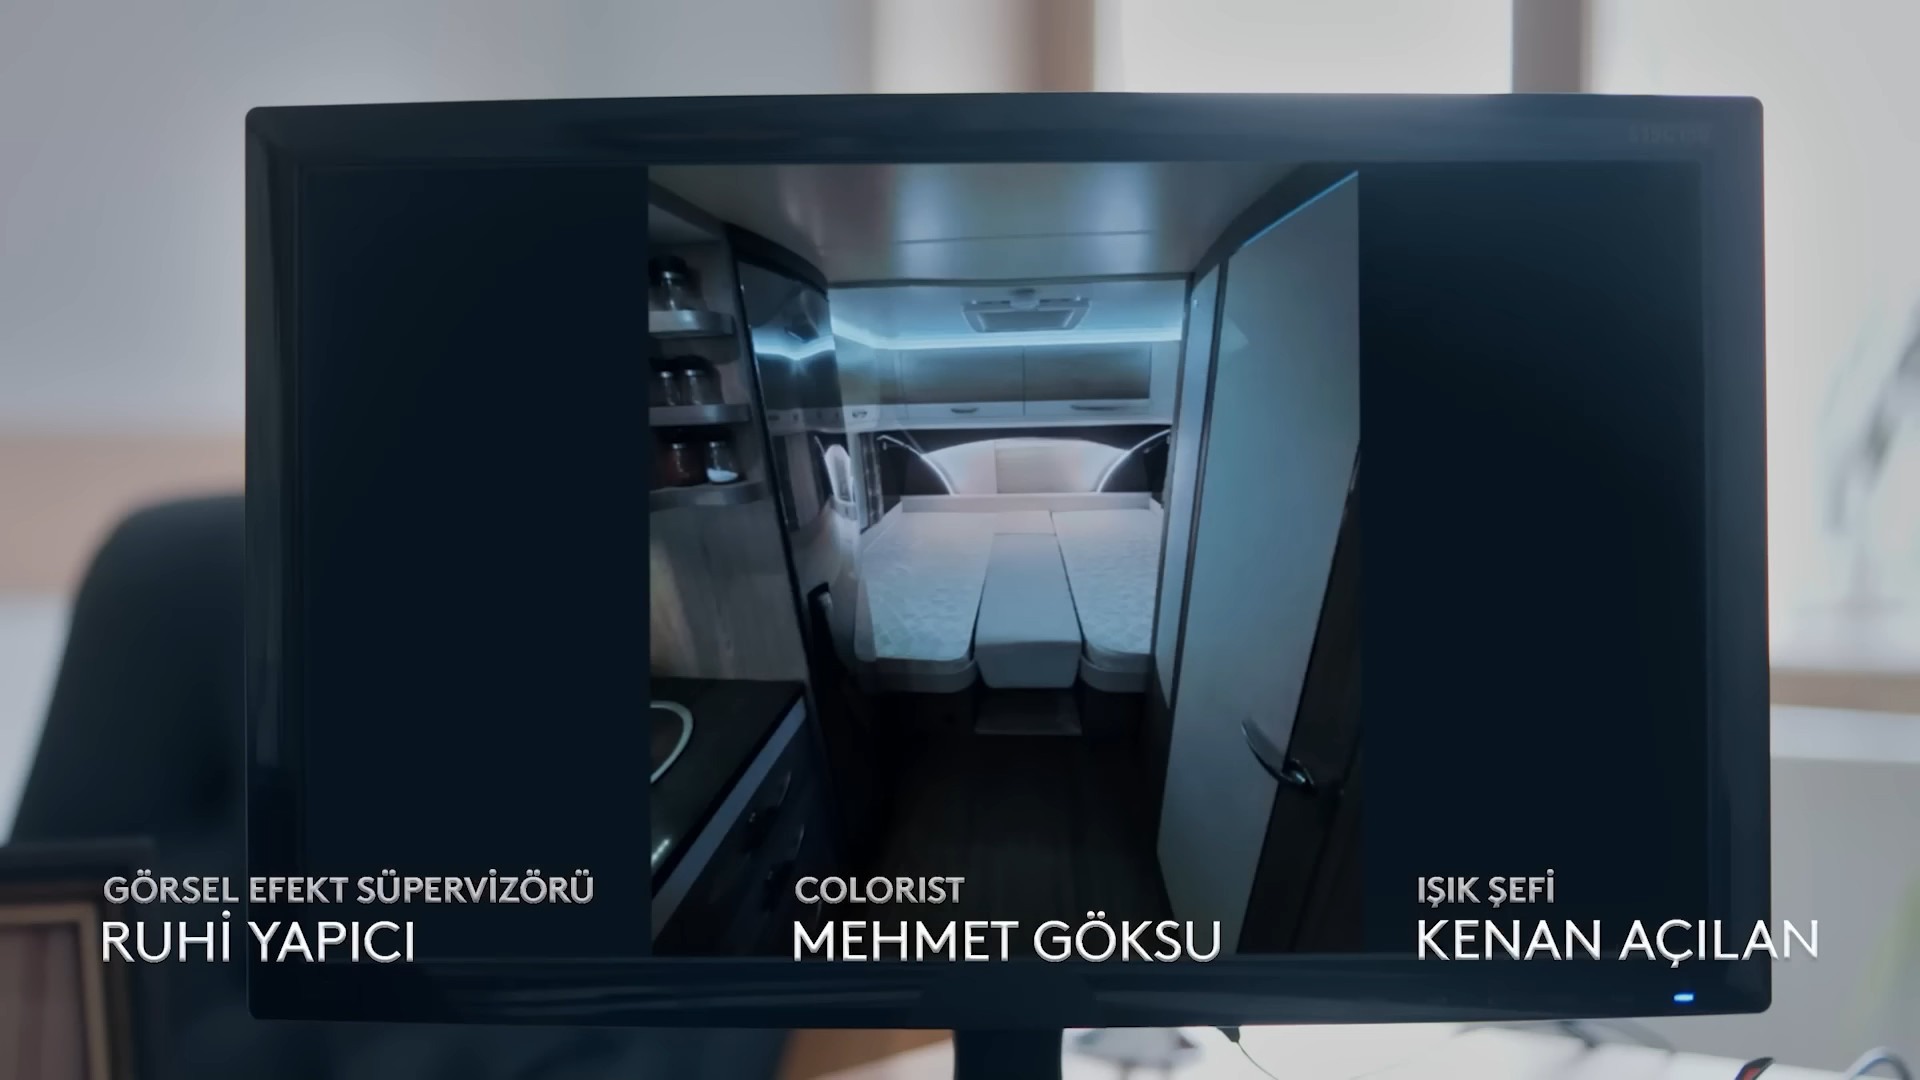 GÖRSEL EFEKT SÜPERVİZÖRÜ
RUHİ YAPICI
COLORIST
MEHMET GÖKSU
IŞIK ŞEFİ
KENAN AÇILAN